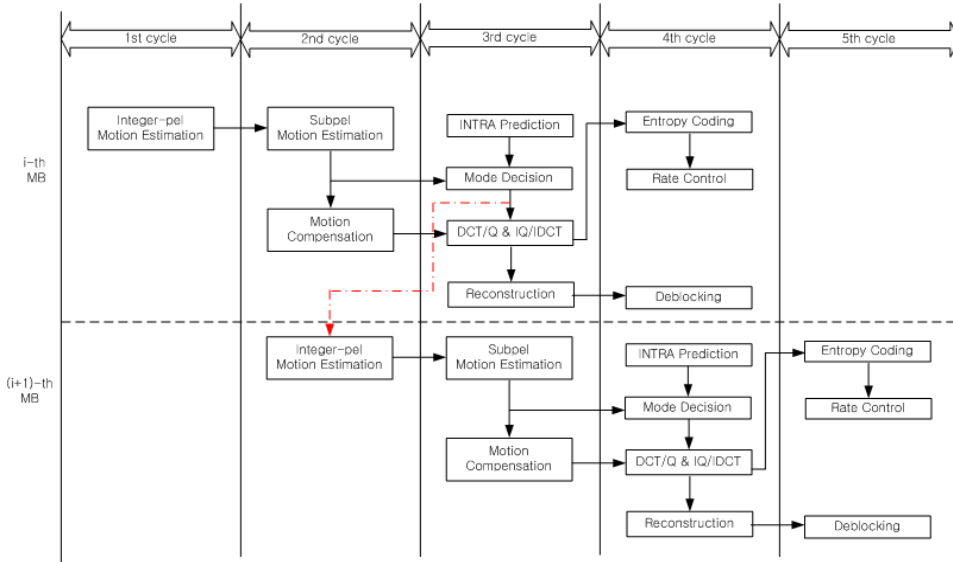 1st cycle
2nd cycle
3rd cycle
4th cycle
5th cycle
i-th
MB
Integer-pel
Motion Estimation
Subpel
Motion Estimation
Motion
Compensation
INTRA Prediction
Mode Decision
DCT/Q & IQ/IDCT
Reconstruction
Entropy Coding
Rate Control
Deblocking
(i+1)-th
MB
Integer-pel
Motion Estimation
Subpel
Motion Estimation
Motion
Compensation
INTRA Prediction
Mode Decision
DCT/Q & IQ/IDCT
Reconstruction
Entropy Coding
Rate Control
Deblocking